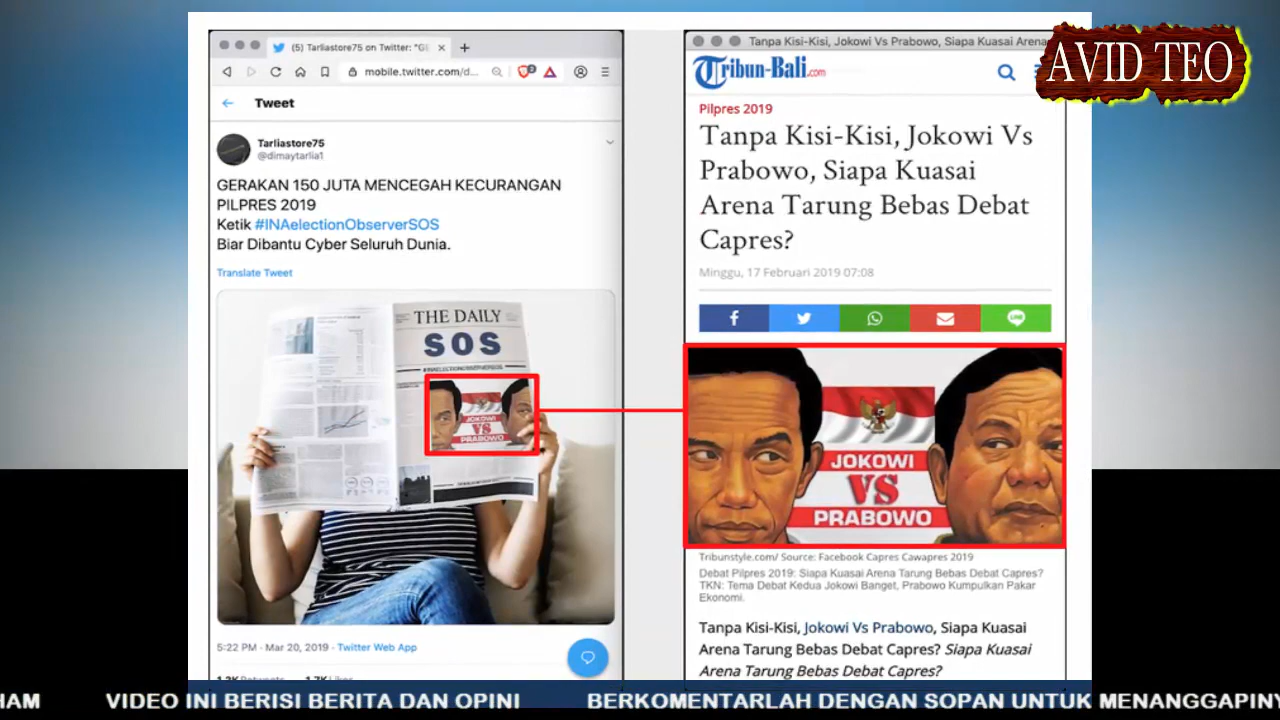 AVID TEO
(5) Tarliastore75 on Twitter: "GE
mobile.twitter.com/d...
Tweet
Tarliastore75
@dimaytarlia1
GERAKAN 150 JUTA MENCEGAH KECURANGAN
PILPRES 2019
Ketik #INAelectionObserverSOS
Biar Dibantu Cyber Seluruh Dunia.
Translate Tweet
THE DAILY
SOS
#INAELECTIONOBSERVERSOS
JOKOWI
VS
PRABOWO
5:22 PM · Mar 20, 2019 · Twitter Web App
Tanpa Kisi-Kisi, Jokowi Vs Prabowo, Siapa Kuasai Arena
Tribun-Bali.com
Pilpres 2019
Tanpa Kisi-Kisi, Jokowi Vs
Prabowo, Siapa Kuasai
Arena Tarung Bebas Debat
Capres?
Minggu, 17 Februari 2019 07:08
LINE
JOKOWI
VS
PRABOWO
Tribunstyle.com/ Source: Facebook Capres Cawapres 2019
Debat Pilpres 2019: Siapa Kuasai Arena Tarung Bebas Debat Capres?
TKN: Tema Debat Kedua Jokowi Banget, Prabowo Kumpulkan Pakar
Ekonomi.
Tanpa Kisi-Kisi, Jokowi Vs Prabowo, Siapa Kuasai
Arena Tarung Bebas Debat Capres? Siapa Kuasai
Arena Tarung Bebas Debat Capres?
HAM VIDEO INI BERISI BERITA DAN OPINI BERKOMENTARLAH DENGAN SOPAN UNTUK MENANGGAPIN